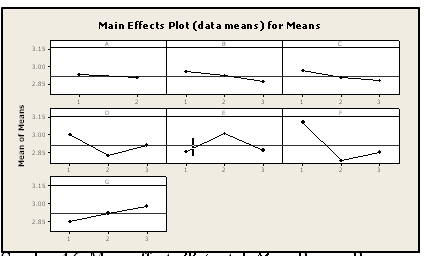 Main Effects Plot (data means) for Means
A B C
3.15
3.00
2.85
1 2 1 2 3 1 2 3
D E F
3.15
3.00
2.85
1 2 3 1 2 3 1 2 3
G
3.15
3.00
2.85
1 2 3
Mean of Means